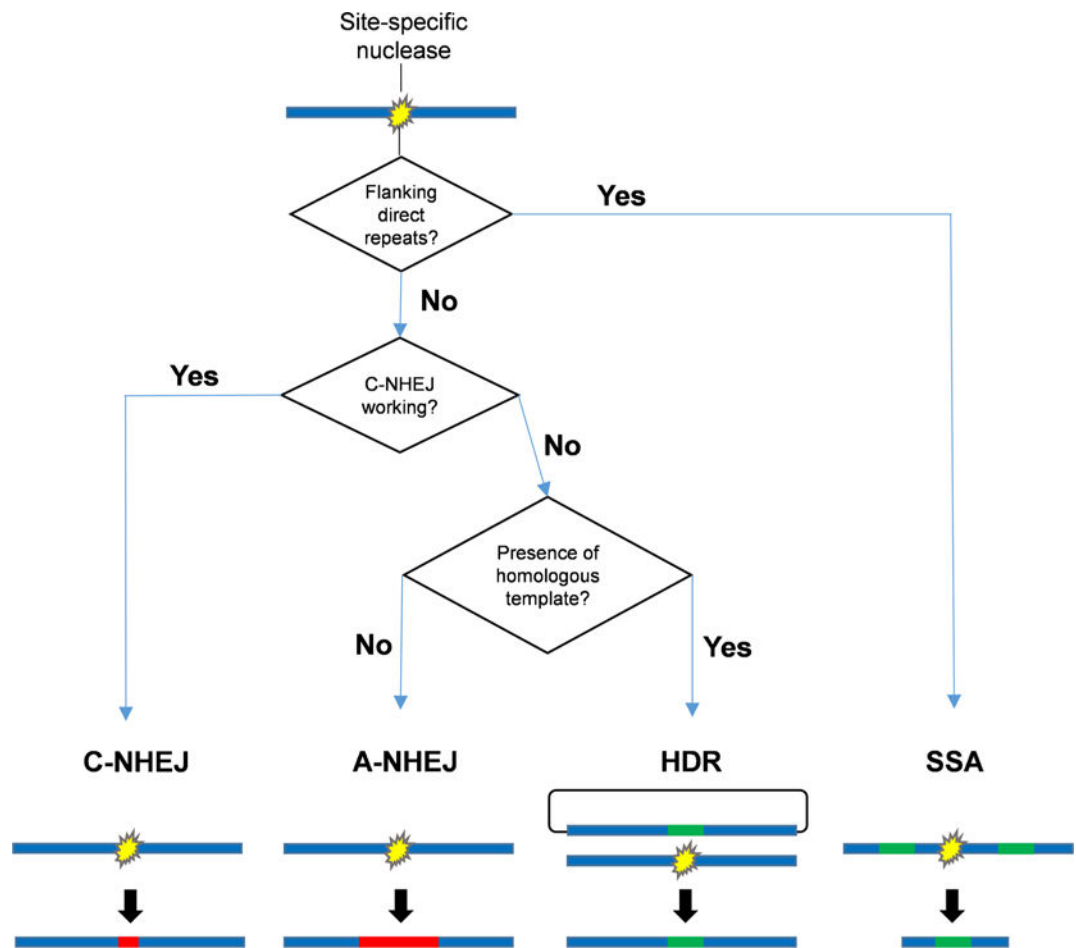 Site-specific
nuclease
Flanking
direct
repeats?
Yes
No
Yes
C-NHEJ
working?
No
Presence of
homologous
template?
No
Yes
C-NHEJ
A-NHEJ
HDR
SSA